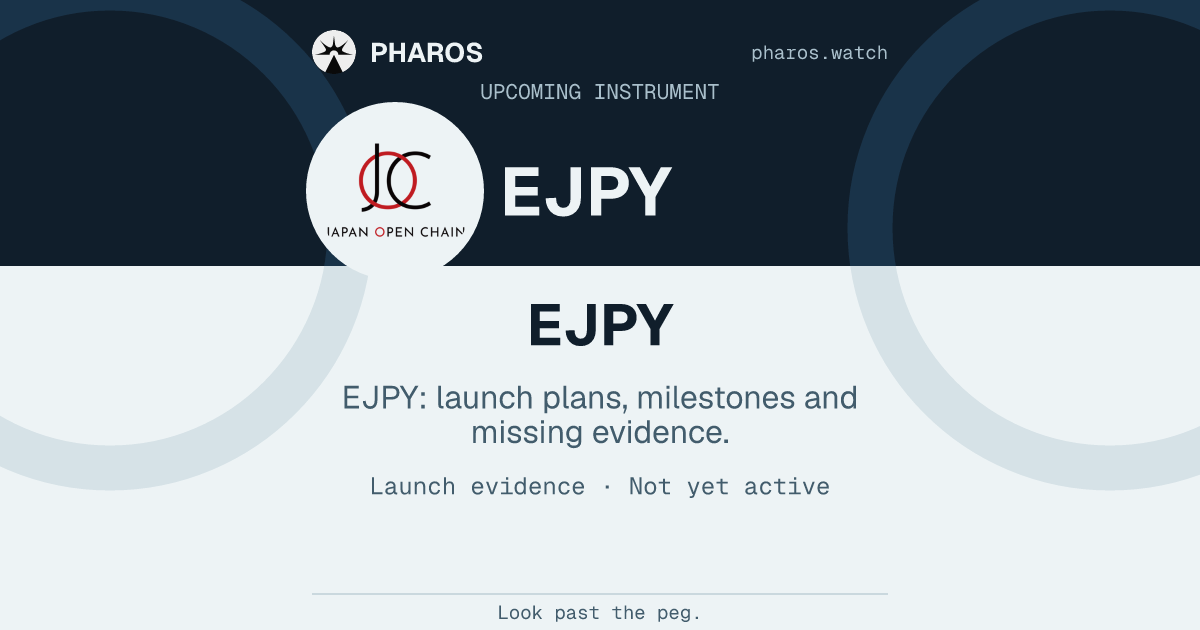 PHAROS
pharos.watch
UPCOMING INSTRUMENT
JC
JAPAN OPEN CHAIN
EJPY
EJPY
EJPY: launch plans, milestones and
missing evidence.
Launch evidence · Not yet active
Look past the peg.